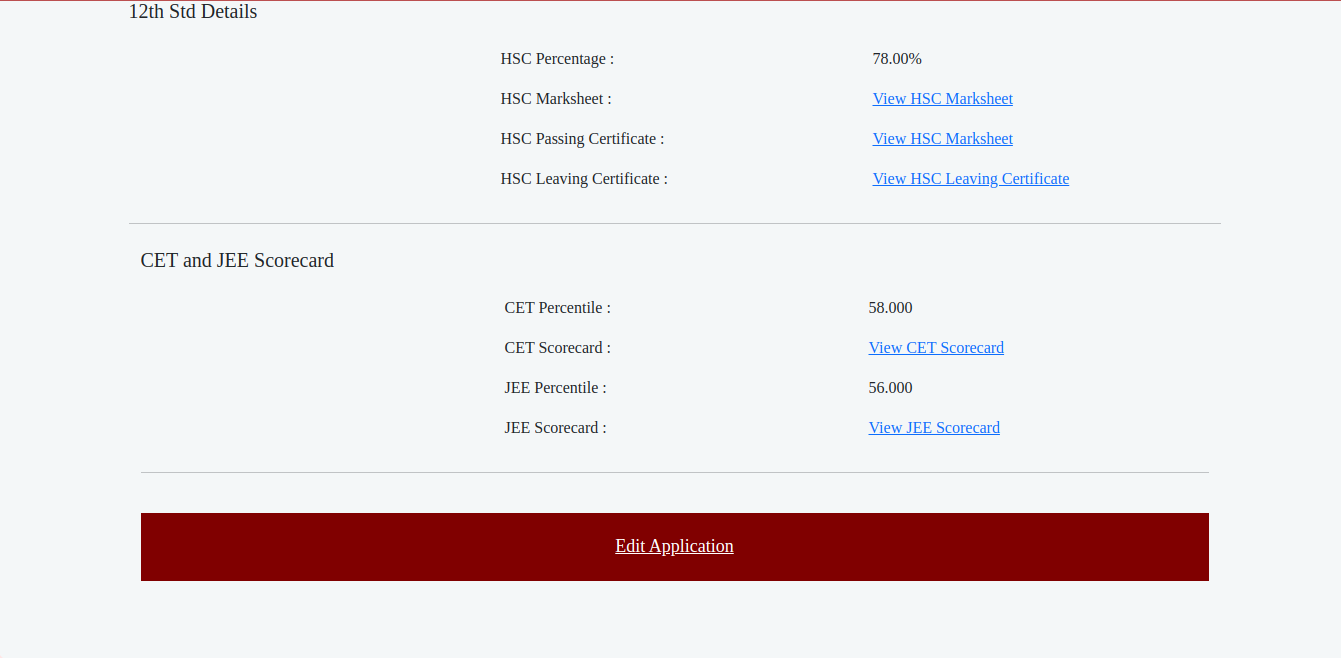 12th Std Details
HSC Percentage : 78.00%
HSC Marksheet : View HSC Marksheet
HSC Passing Certificate : View HSC Marksheet
HSC Leaving Certificate : View HSC Leaving Certificate
CET and JEE Scorecard
CET Percentile : 58.000
CET Scorecard : View CET Scorecard
JEE Percentile : 56.000
JEE Scorecard : View JEE Scorecard
Edit Application